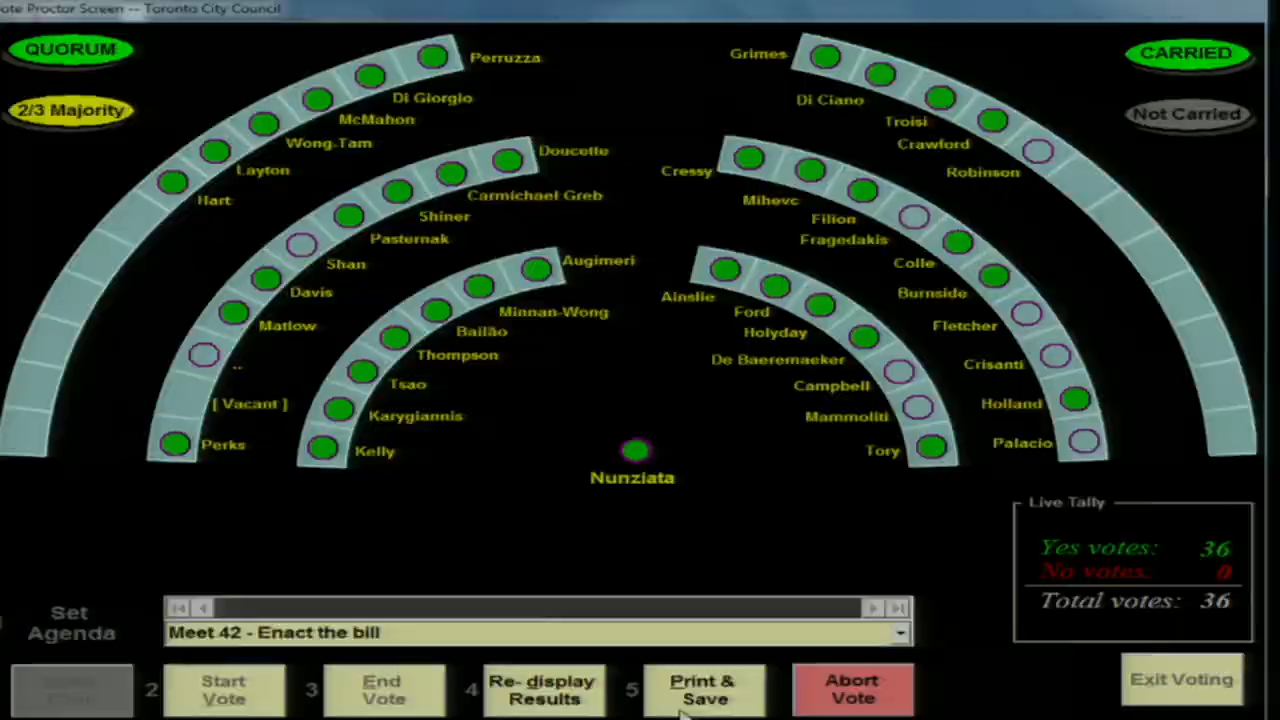 ote Proctor Screen -- Toronto City Council
QUORUM
2/3 Majority
CARRIED
Not Carried
Perruzza
Di Giorgio
McMahon
Wong-Tam
Layton
Hart
Doucette
Carmichael Greb
Shiner
Pasternak
Shan
Davis
Matlow
..
[ Vacant ]
Perks
Augimeri
Minnan-Wong
Bailão
Thompson
Tsao
Karygiannis
Kelly
Nunziata
Grimes
Di Ciano
Troisi
Crawford
Robinson
Cressy
Mihevc
Filion
Fragedakis
Colle
Burnside
Fletcher
Crisanti
Holland
Palacio
Ainslie
Ford
Holyday
De Baeremaeker
Campbell
Mammoliti
Tory
Live Tally
Yes votes: 36
No votes: 0
Total votes: 36
Set
Agenda
Meet 42 - Enact the bill
2
Start
Vote
3
End
Vote
4
Re-display
Results
5
Print &
Save
Abort
Vote
Exit Voting